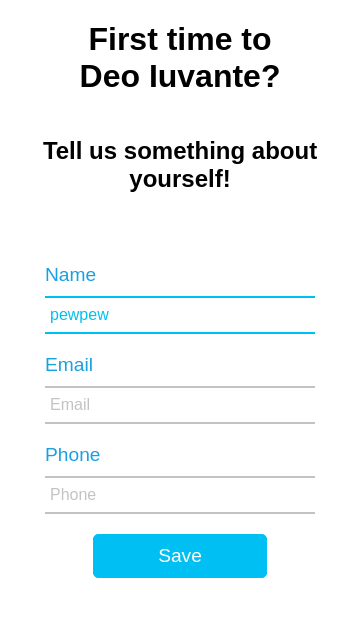 First time to
Deo Iuvante?
Tell us something about
yourself!
Name
pewpew
Email
Email
Phone
Phone
Save